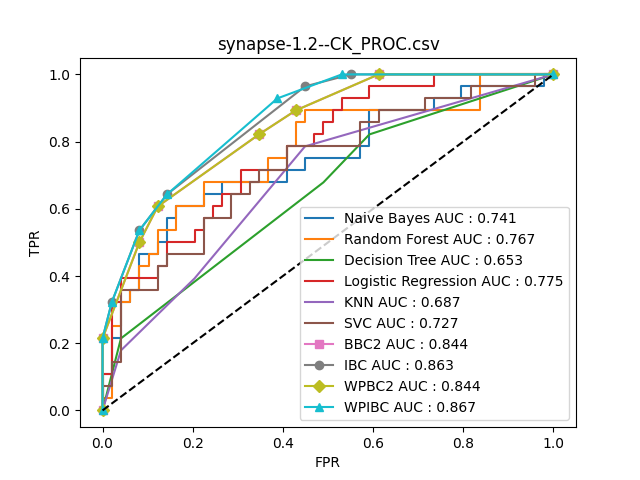 synapse-1.2--CK_PROC.csv
1.0
0.8
0.6
0.4
0.2
0.0
TPR
0.0 0.2 0.4 0.6 0.8 1.0
FPR
Naive Bayes AUC : 0.741
Random Forest AUC : 0.767
Decision Tree AUC : 0.653
Logistic Regression AUC : 0.775
KNN AUC : 0.687
SVC AUC : 0.727
BBC2 AUC : 0.844
IBC AUC : 0.863
WPBC2 AUC : 0.844
WPIBC AUC : 0.867